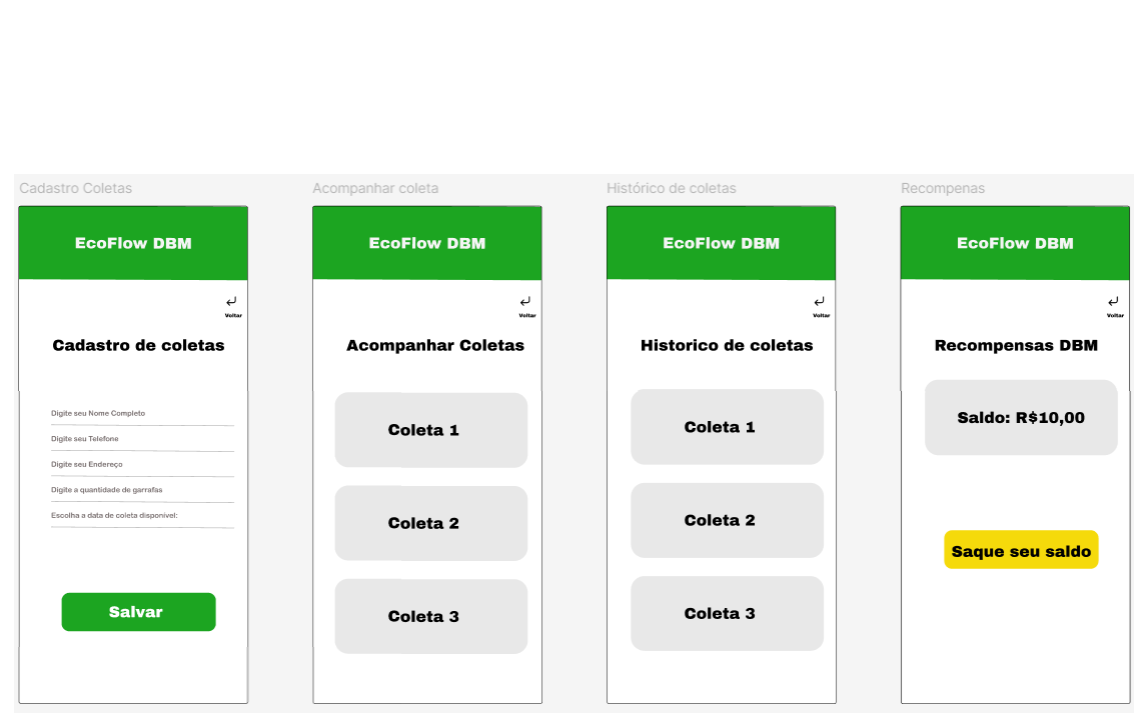 Cadastro Coletas
EcoFlow DBM
Voltar
Cadastro de coletas
Digite seu Nome Completo
Digite seu Telefone
Digite seu Endereço
Digite a quantidade de garrafas
Escolha a data de coleta disponível:
Salvar
Acompanhar coleta
EcoFlow DBM
Voltar
Acompanhar Coletas
Coleta 1
Coleta 2
Coleta 3
Histórico de coletas
EcoFlow DBM
Voltar
Historico de coletas
Coleta 1
Coleta 2
Coleta 3
Recompenas
EcoFlow DBM
Voltar
Recompensas DBM
Saldo: R$10,00
Saque seu saldo